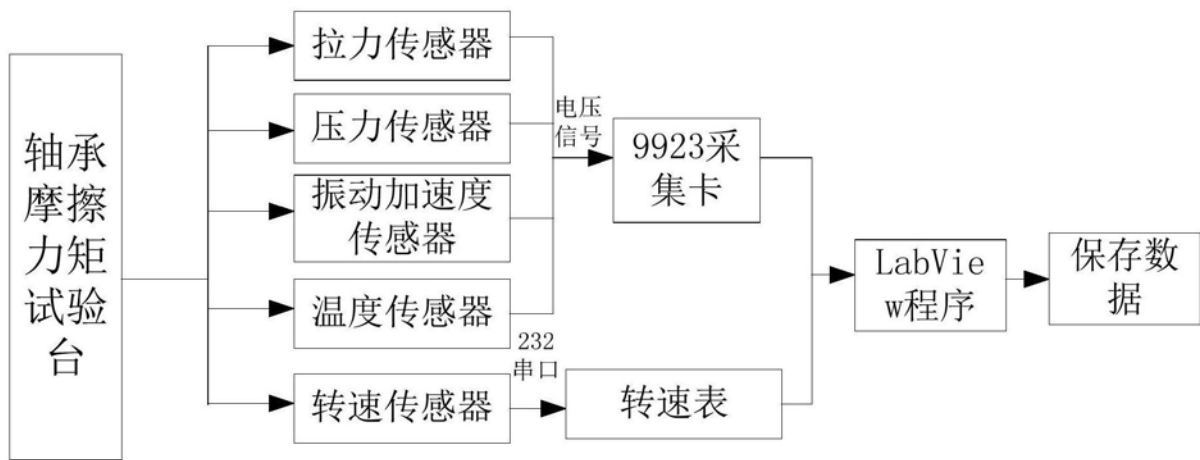 轴承
摩擦
力矩
试验
台
拉力传感器
压力传感器
振动加速度
传感器
温度传感器
转速传感器
电压
信号
232
串口
9923采
集卡
转速表
LabVie
w程序
保存数
据